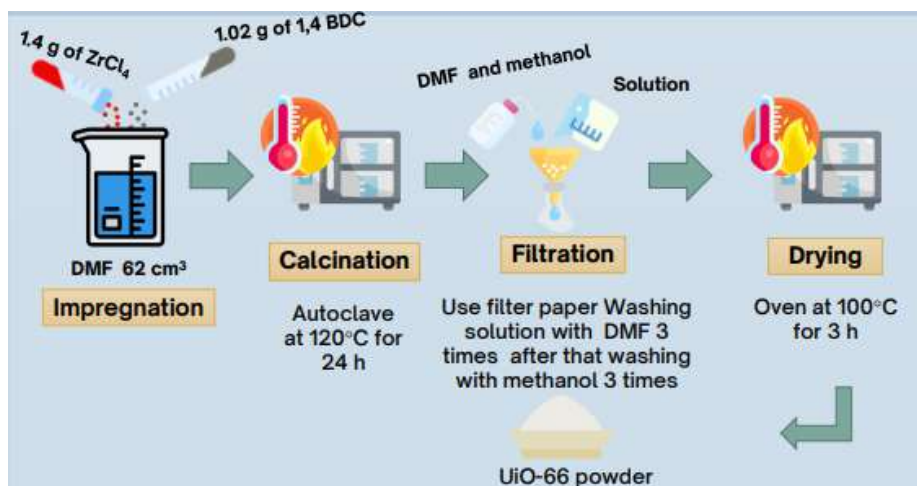 1.4 g of ZrCl₄
1.02 g of 1,4 BDC
DMF 62 cm³
Impregnation
Calcination
Autoclave
at 120°C for
24 h
DMF and methanol
Solution
Filtration
Use filter paper Washing
solution with DMF 3
times after that washing
with methanol 3 times
Drying
Oven at 100°C
for 3 h
UiO-66 powder